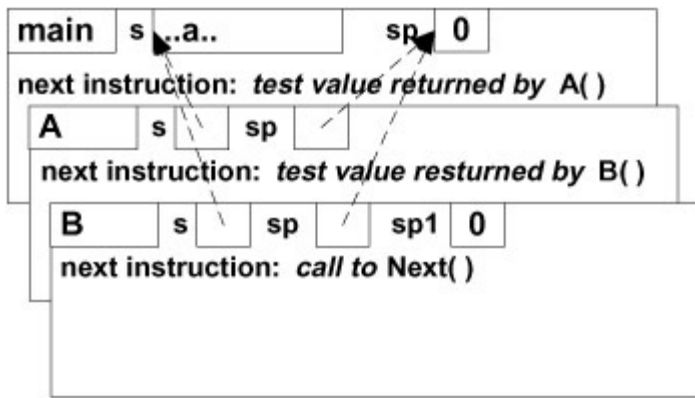 main s ..a.. sp 0
next instruction: test value returned by A( )
A s sp
next instruction: test value resturned by B( )
B s sp sp1 0
next instruction: call to Next( )